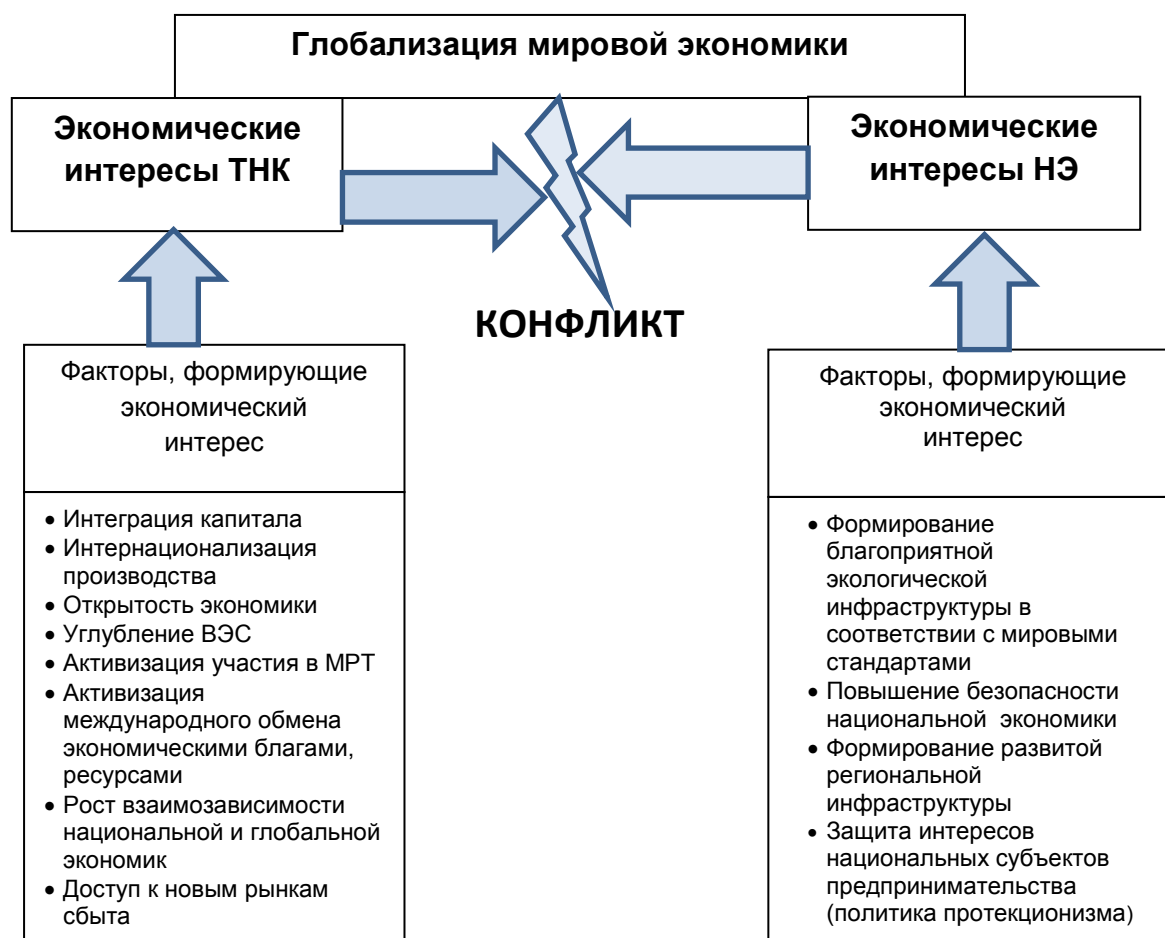 Глобализация мировой экономики
Экономические
интересы ТНК
Экономические
интересы НЭ
КОНФЛИКТ
Факторы, формирующие
экономический
интерес
• Интеграция капитала
• Интернационализация
производства
• Открытость экономики
• Углубление ВЭС
• Активизация участия в МРТ
• Активизация
международного обмена
экономическими благами,
ресурсами
• Рост взаимозависимости
национальной и глобальной
экономик
• Доступ к новым рынкам
сбыта
Факторы, формирующие
экономический
интерес
• Формирование
благоприятной
экологической
инфраструктуры в
соответствии с мировыми
стандартами
• Повышение безопасности
национальной экономики
• Формирование развитой
региональной
инфраструктуры
• Защита интересов
национальных субъектов
предпринимательства
(политика протекционизма)